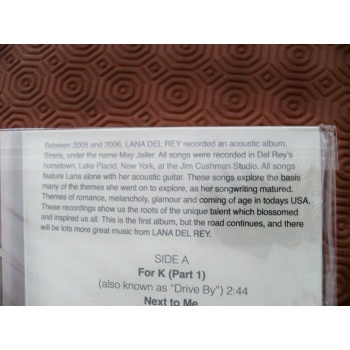 Between 2005 and 2006, LANA DEL REY recorded an acoustic album,
Sirens, under the name May Jailer. All songs were recorded in Del Rey's
hometown, Lake Placid, New York, at the Jim Cushman Studio. All songs
feature Lana alone with her acoustic guitar. These songs explore the basis
many of the themes she went on to explore, as her songwriting matured.
Themes of romance, melancholy, glamour and coming of age in todays USA.
These recordings show us the roots of the unique talent which blossomed
and inspired us all. This is the first album, but the road continues, and there
will be lots more great music from LANA DEL REY.
SIDE A
For K (Part 1)
(also known as "Drive By") 2:44
Next to Me